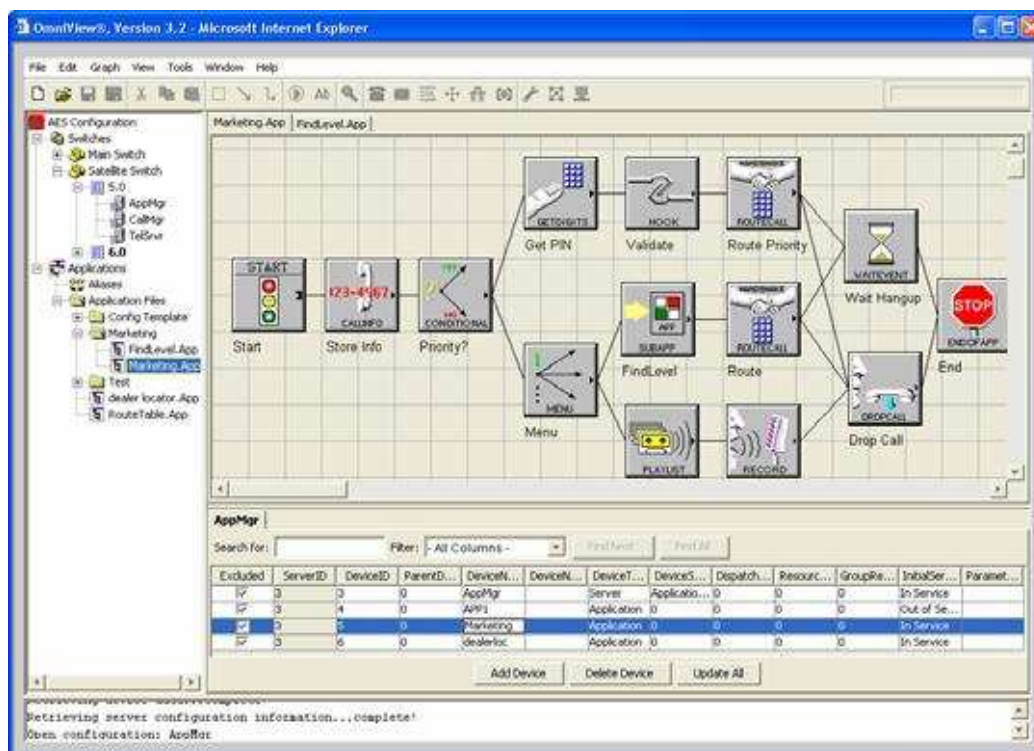 OmniView®, Version 3.2 - Microsoft Internet Explorer
File Edit Graph View Tools Window Help
AES Configuration
Switches
Main Switch
Satellite Switch
5.0
AppMgr
CallMgr
TelSrvr
6.0
Applications
Aliases
Application Files
Config Template
Marketing
FindLevel.App
Marketing.App
Test
dealer locator.App
RouteTable.App
Marketing.App FindLevel.App
START
Start
123-4567
CALLINFO
Store Info
CONDITIONAL
Priority?
GETDIGITS
Get PIN
HOOK
Validate
ROUTECALL
Route Priority
MENU
Menu
APP
SUBAPP
FindLevel
ROUTECALL
Route
PLAYLIST
RECORD
WAITEVENT
Wait Hangup
DROPCALL
Drop Call
STOP
ENDOFAPP
End
AppMgr
Search for: Filter: - All Columns - Find Next Find All
Excluded ServerID DeviceID ParentD... DeviceN... DeviceN... DeviceT... DeviceS... Dispatch... Resourc... GroupRe... InitialSer... Paramet...
3 3 0 AppMgr Server Applicatio... 0 0 0 In Service
3 4 0 APP1 Application 0 0 0 0 Out of Se...
3 5 0 Marketing Application 0 0 0 0 In Service
3 6 0 dealerloc Application 0 0 0 0 In Service
Add Device Delete Device Update All
Retrieving server configuration information...complete!
Open configuration: AppMgr